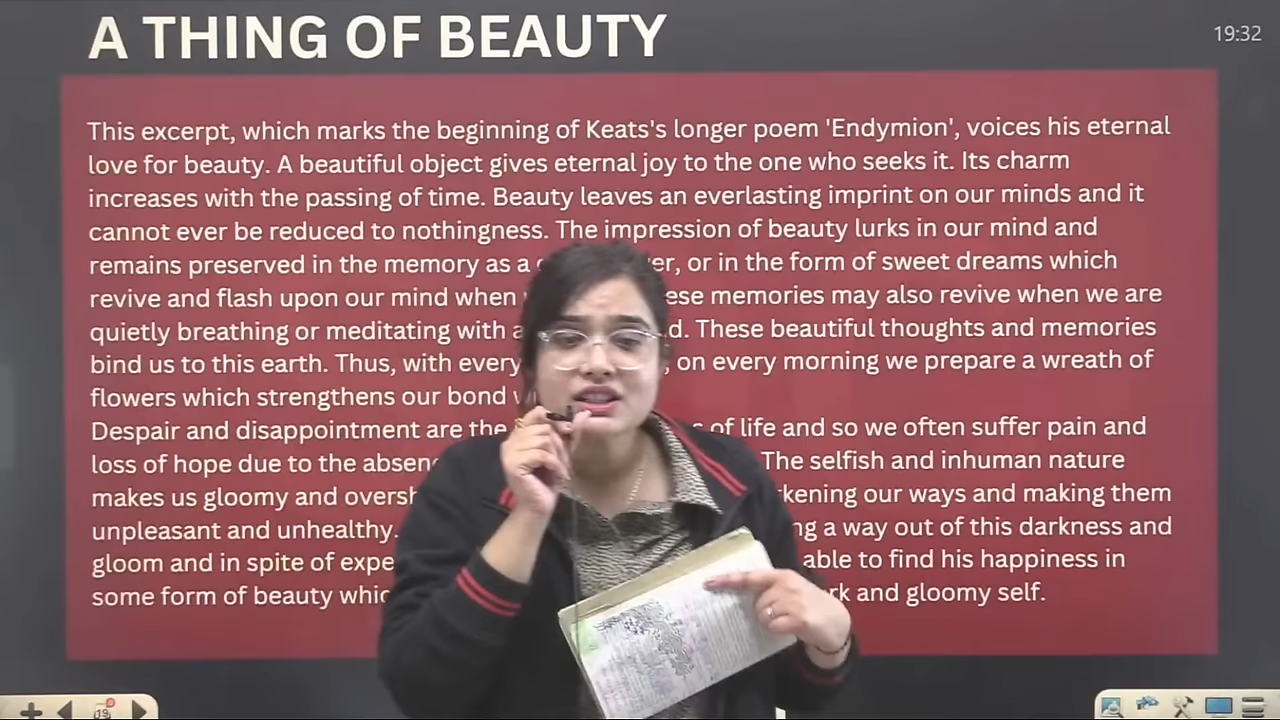 A THING OF BEAUTY
19:32
This excerpt, which marks the beginning of Keats's longer poem 'Endymion', voices his eternal
love for beauty. A beautiful object gives eternal joy to the one who seeks it. Its charm
increases with the passing of time. Beauty leaves an everlasting imprint on our minds and it
cannot ever be reduced to nothingness. The impression of beauty lurks in our mind and
remains preserved in the memory as a or in the form of sweet dreams which
revive and flash upon our mind when memories may also revive when we are
quietly breathing or meditating with These beautiful thoughts and memories
bind us to this earth. Thus, with every on every morning we prepare a wreath of
flowers which strengthens our bond
Despair and disappointment are the of life and so we often suffer pain and
loss of hope due to the The selfish and inhuman nature
makes us gloomy and our ways and making them
unpleasant and unhealthy. a way out of this darkness and
gloom and in spite of able to find his happiness in
some form of beauty and gloomy self.
19